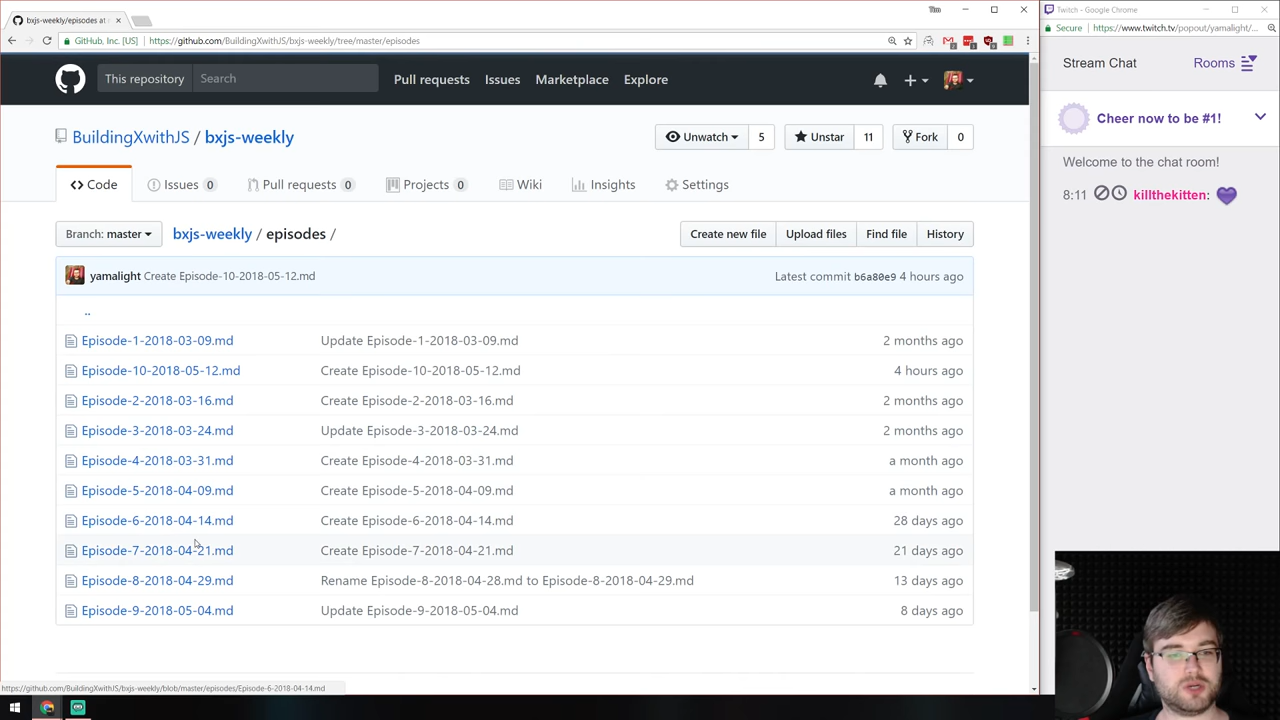 bxjs-weekly/episodes at
Tim
GitHub, Inc. [US]
https://github.com/BuildingXwithJS/bxjs-weekly/tree/master/episodes
This repository
Search
Pull requests
Issues
Marketplace
Explore
BuildingXwithJS / bxjs-weekly
Unwatch
5
Unstar
11
Fork
0
Code
Issues 0
Pull requests 0
Projects 0
Wiki
Insights
Settings
Branch: master
bxjs-weekly / episodes /
Create new file
Upload files
Find file
History
yamalight Create Episode-10-2018-05-12.md
Latest commit b6a80e9 4 hours ago
..
Episode-1-2018-03-09.md Update Episode-1-2018-03-09.md 2 months ago
Episode-10-2018-05-12.md Create Episode-10-2018-05-12.md 4 hours ago
Episode-2-2018-03-16.md Create Episode-2-2018-03-16.md 2 months ago
Episode-3-2018-03-24.md Update Episode-3-2018-03-24.md 2 months ago
Episode-4-2018-03-31.md Create Episode-4-2018-03-31.md a month ago
Episode-5-2018-04-09.md Create Episode-5-2018-04-09.md a month ago
Episode-6-2018-04-14.md Create Episode-6-2018-04-14.md 28 days ago
Episode-7-2018-04-21.md Create Episode-7-2018-04-21.md 21 days ago
Episode-8-2018-04-29.md Rename Episode-8-2018-04-28.md to Episode-8-2018-04-29.md 13 days ago
Episode-9-2018-05-04.md Update Episode-9-2018-05-04.md 8 days ago
https://github.com/BuildingXwithJS/bxjs-weekly/blob/master/episodes/Episode-6-2018-04-14.md
Twitch - Google Chrome
Secure
https://www.twitch.tv/popout/yamalight/...
Stream Chat
Rooms
Cheer now to be #1!
Welcome to the chat room!
8:11 killthekitten: